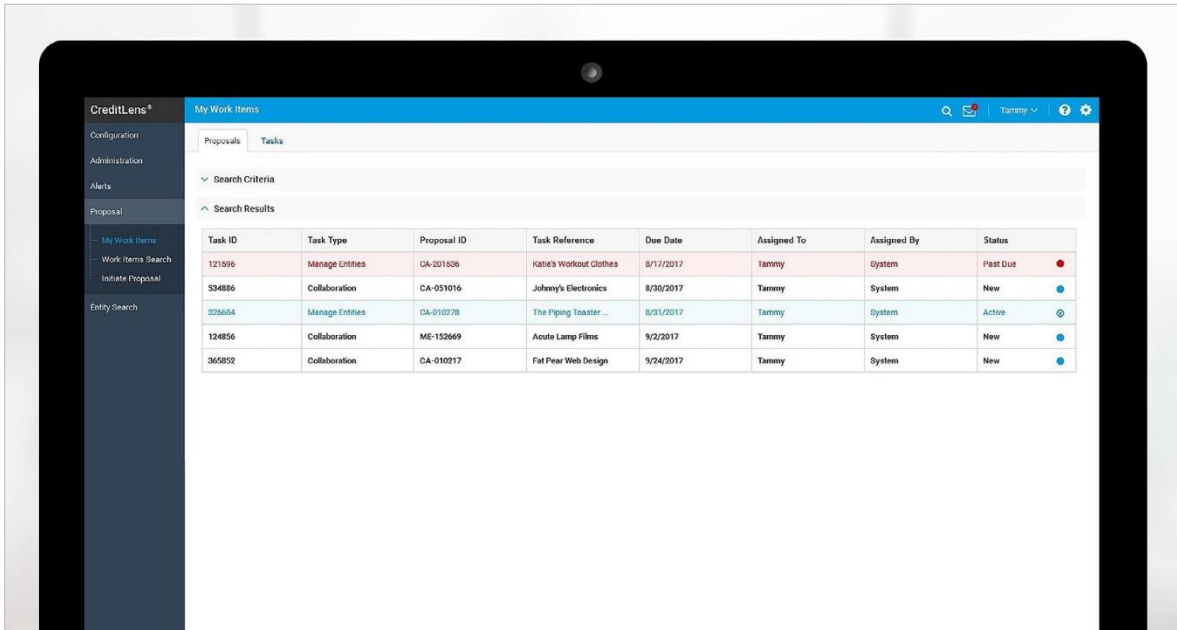 CreditLens®
My Work Items
Tammy
Configuration
Administration
Alerts
Proposal
My Work Items
Work Items Search
Initiate Proposal
Entity Search
Proposals Tasks
Search Criteria
Search Results
Task ID Task Type Proposal ID Task Reference Due Date Assigned To Assigned By Status
121696 Manage Entities CA-201536 Katie's Workout Clothes 8/17/2017 Tammy System Past Due
534886 Collaboration CA-051016 Johnny's Electronics 8/30/2017 Tammy System New
326684 Manage Entities CA-010278 The Piping Toaster ... 8/31/2017 Tammy System Active
124856 Collaboration ME-152669 Acute Lamp Films 9/2/2017 Tammy System New
365852 Collaboration CA-010217 Fat Pear Web Design 9/24/2017 Tammy System New